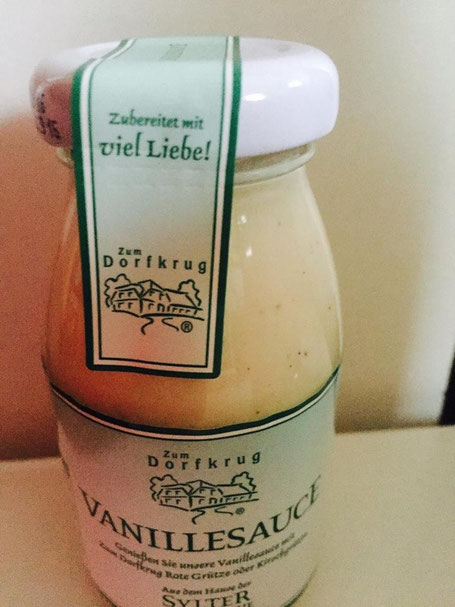 Zubereitet mit
viel Liebe!
Zum
Dorfkrug
®
Zum
Dorfkrug
®
VANILLESAUCE
Genießen Sie unsere Vanillesauce mit
Zum Dorfkrug Rote Grütze oder Kirschgrütze
Aus dem Hause der
SYLTER